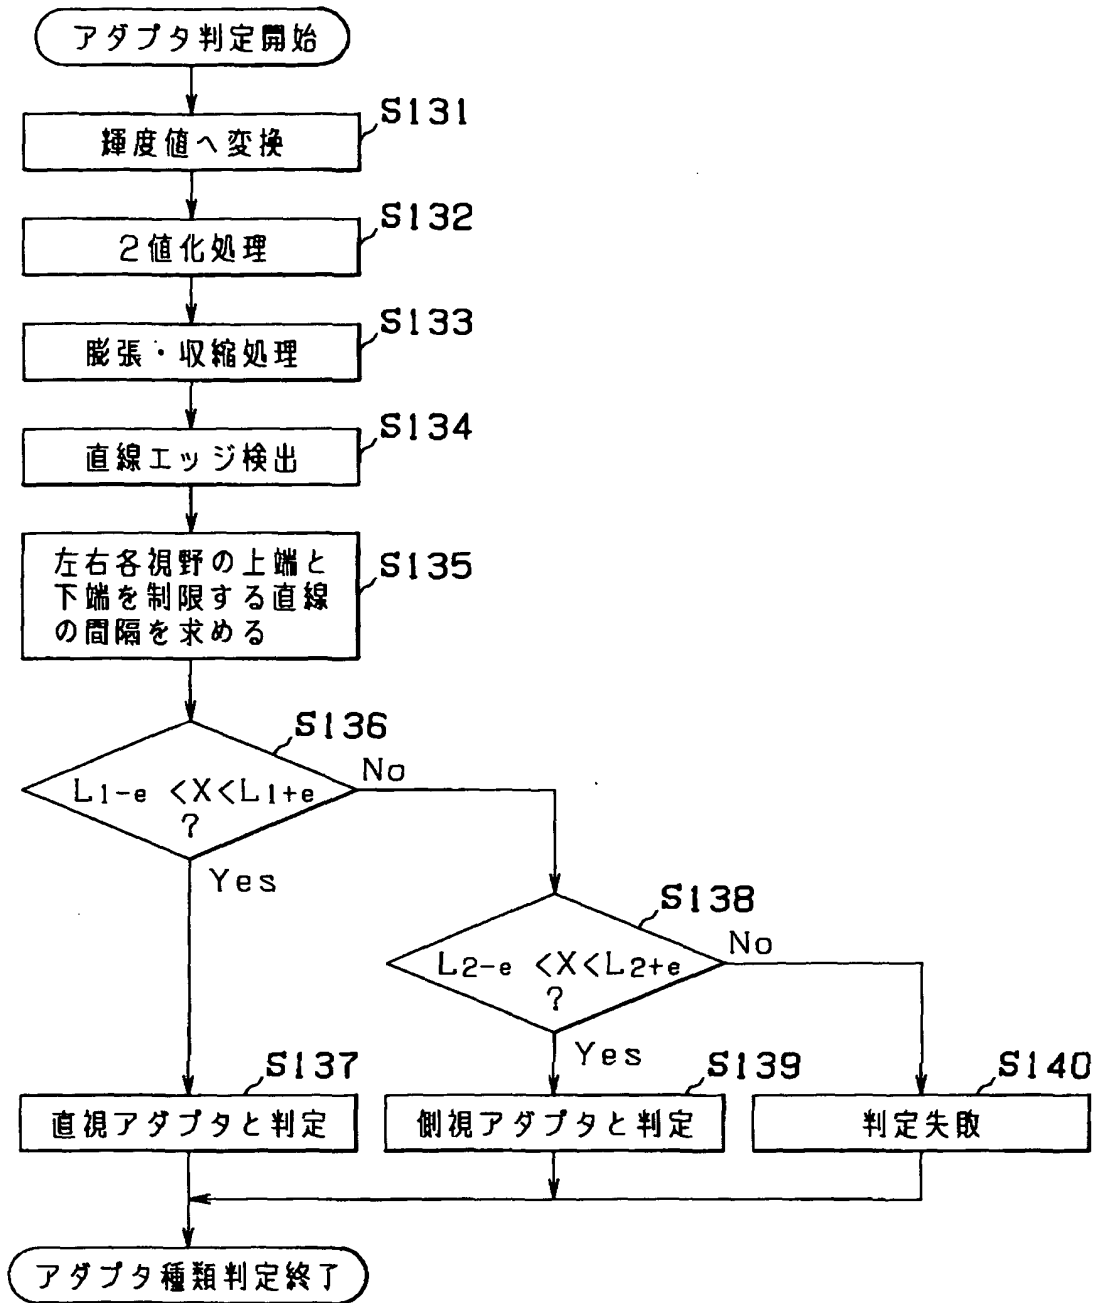 アダプタ判定開始
S131
輝度値へ変換
S132
2値化処理
S133
膨張・収縮処理
S134
直線エッジ検出
S135
左右各視野の上端と
下端を制限する直線
の間隔を求める
S136
L1-e <X<L1+e
?
No
Yes
S138
L2-e <X<L2+e
?
No
Yes
S137
直視アダプタと判定
S139
側視アダプタと判定
S140
判定失敗
アダプタ種類判定終了